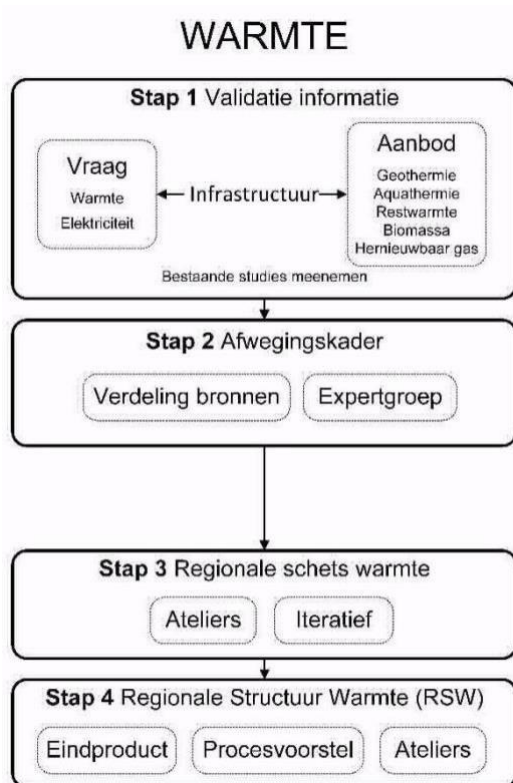 WARMTE
Stap 1 Validatie informatie
Vraag
Warmte
Elektriciteit
Infrastructuur
Aanbod
Geothermie
Aquathermie
Restwarmte
Biomassa
Hernieuwbaar gas
Bestaande studies meenemen
Stap 2 Afwegingskader
Verdeling bronnen
Expertgroep
Stap 3 Regionale schets warmte
Ateliers
Iteratief
Stap 4 Regionale Structuur Warmte (RSW)
Eindproduct
Procesvoorstel
Ateliers